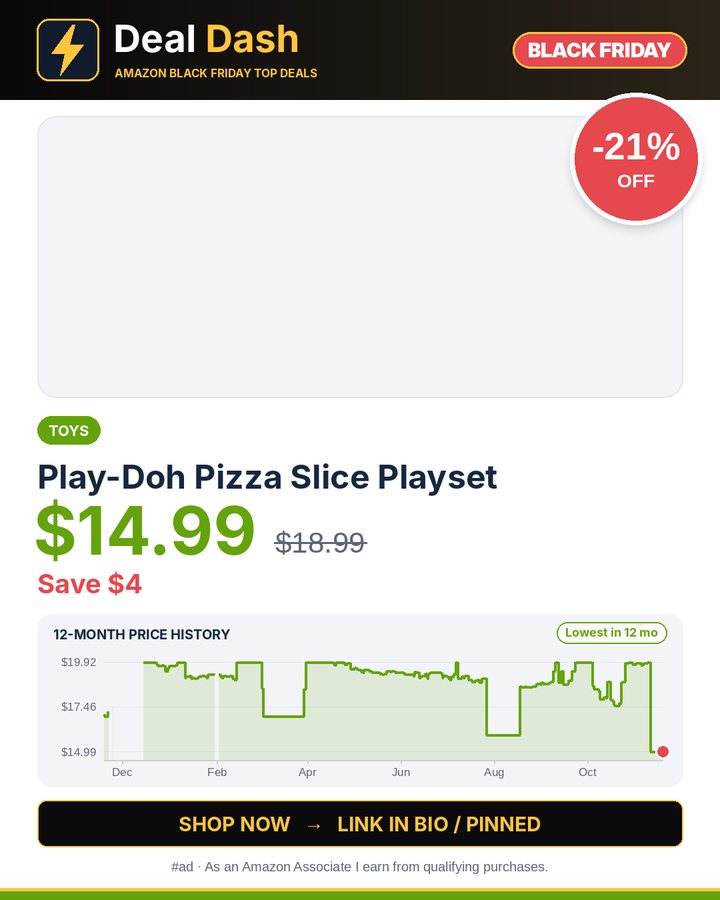 Deal Dash
AMAZON BLACK FRIDAY TOP DEALS
BLACK FRIDAY
-21%
OFF
TOYS
Play-Doh Pizza Slice Playset
$14.99 $18.99
Save $4
12-MONTH PRICE HISTORY
Lowest in 12 mo
$19.92
$17.46
$14.99
Dec Feb Apr Jun Aug Oct
SHOP NOW → LINK IN BIO / PINNED
#ad · As an Amazon Associate I earn from qualifying purchases.